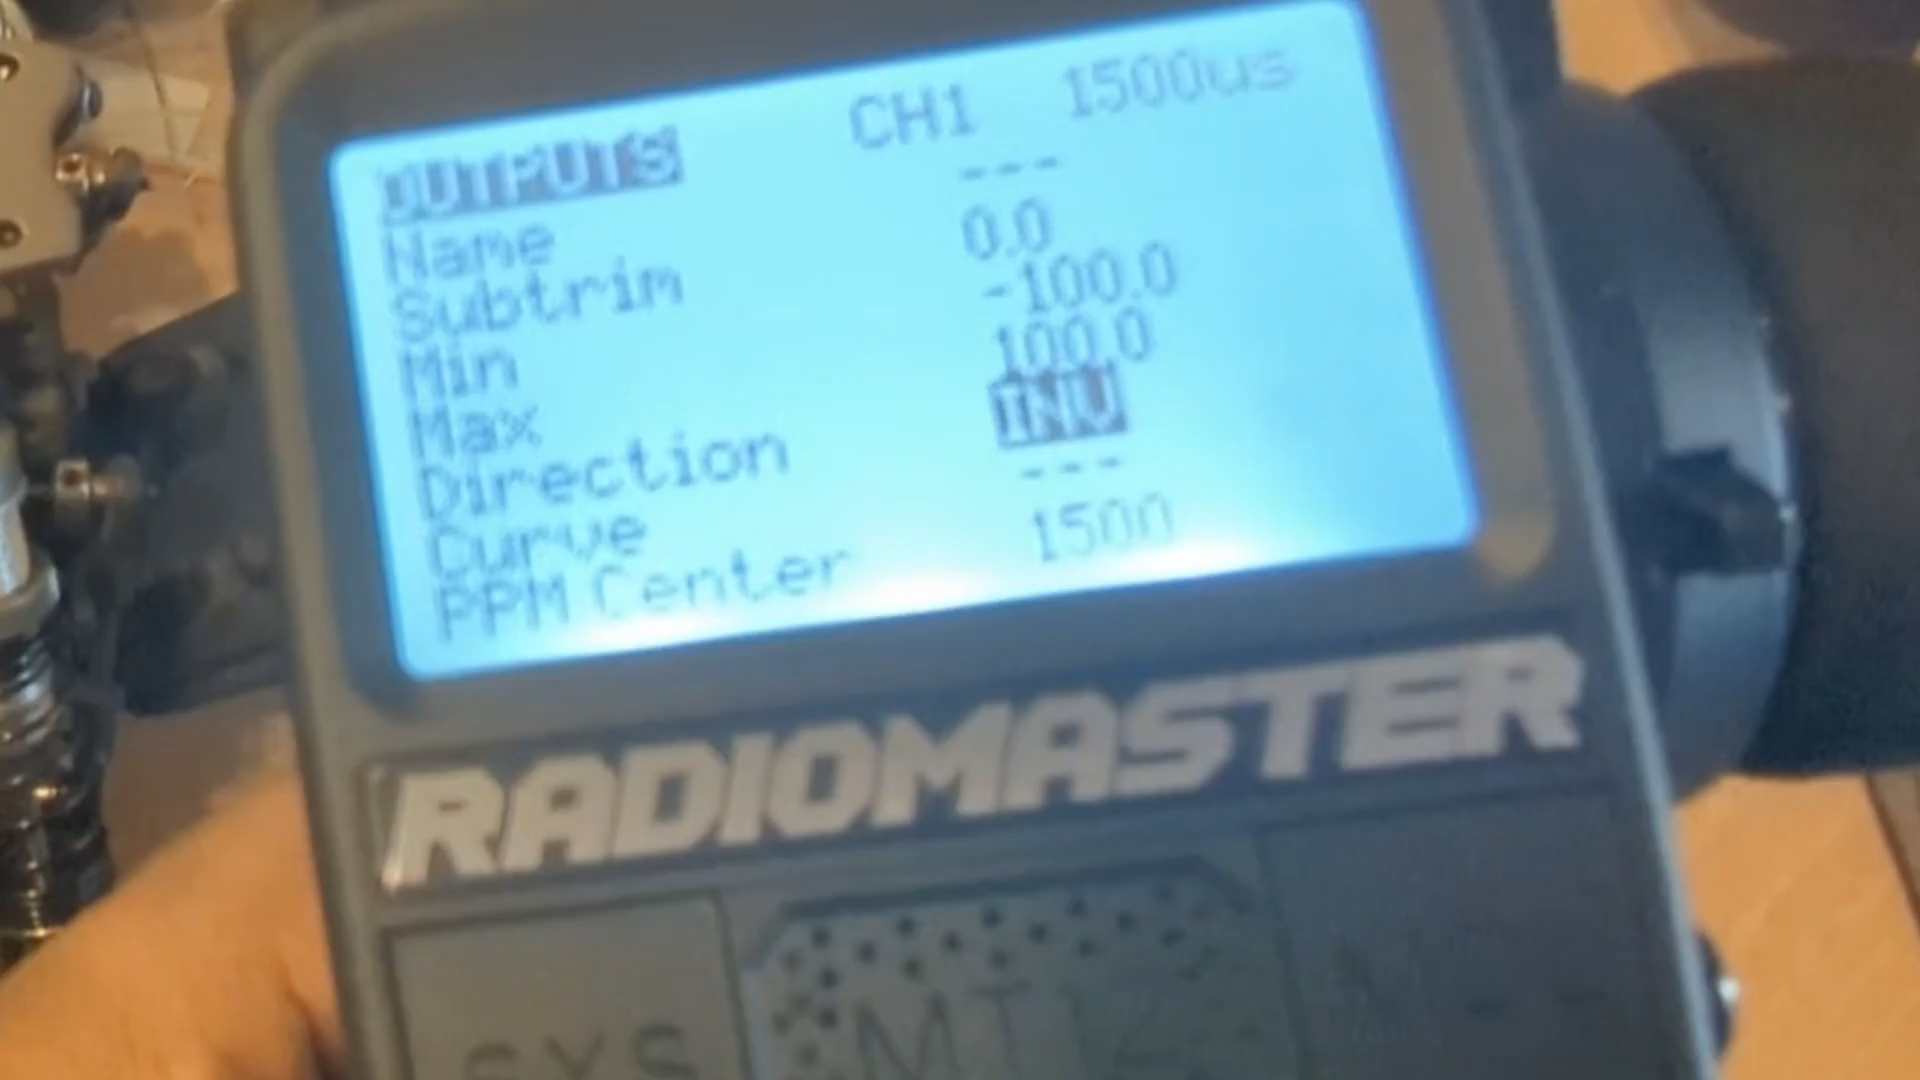 OUTPUTS CH1 1500us
Name ---
Subtrim 0.0
Min -100.0
Max 100.0
Direction INV
Curve ---
PPM Center 1500
RADIOMASTER
SYS